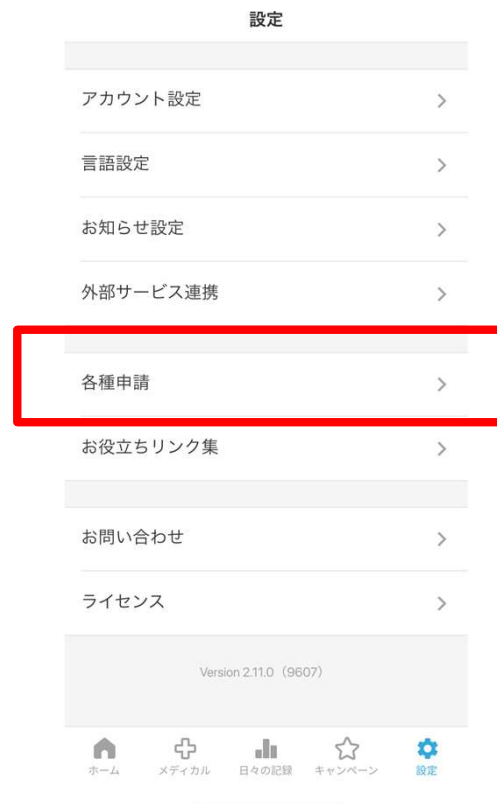 設定
アカウント設定
言語設定
お知らせ設定
外部サービス連携
各種申請
お役立ちリンク集
お問い合わせ
ライセンス
Version 2.11.0（9607）
ホーム メディカル 日々の記録 キャンペーン 設定